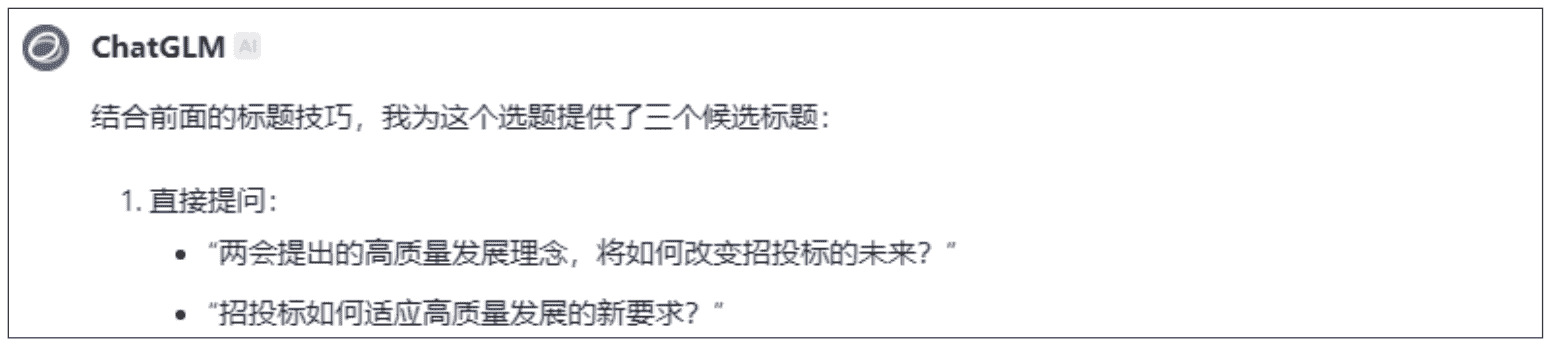 ChatGLM AI
结合前面的标题技巧，我为这个选题提供了三个候选标题：
1. 直接提问：
• “两会提出的高质量发展理念，将如何改变招投标的未来？”
• “招投标如何适应高质量发展的新要求？”